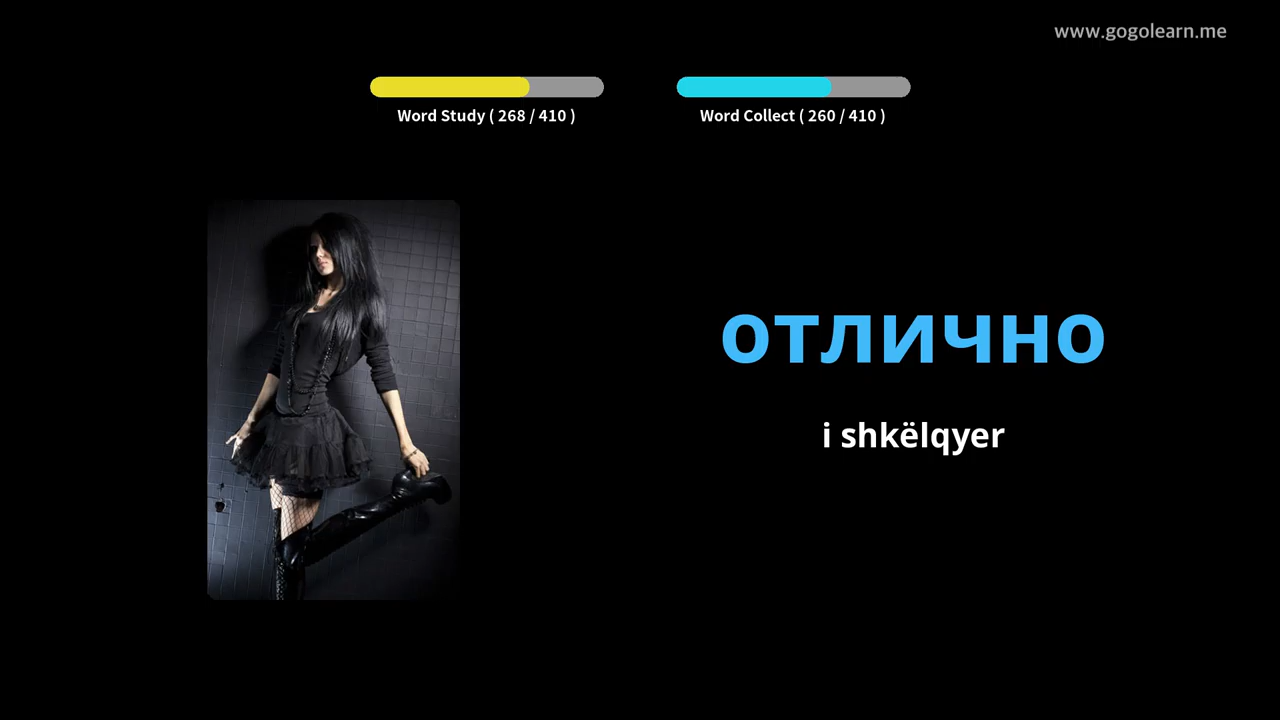 www.gogolearn.me
Word Study ( 268 / 410 )
Word Collect ( 260 / 410 )
отлично
i shkëlqyer